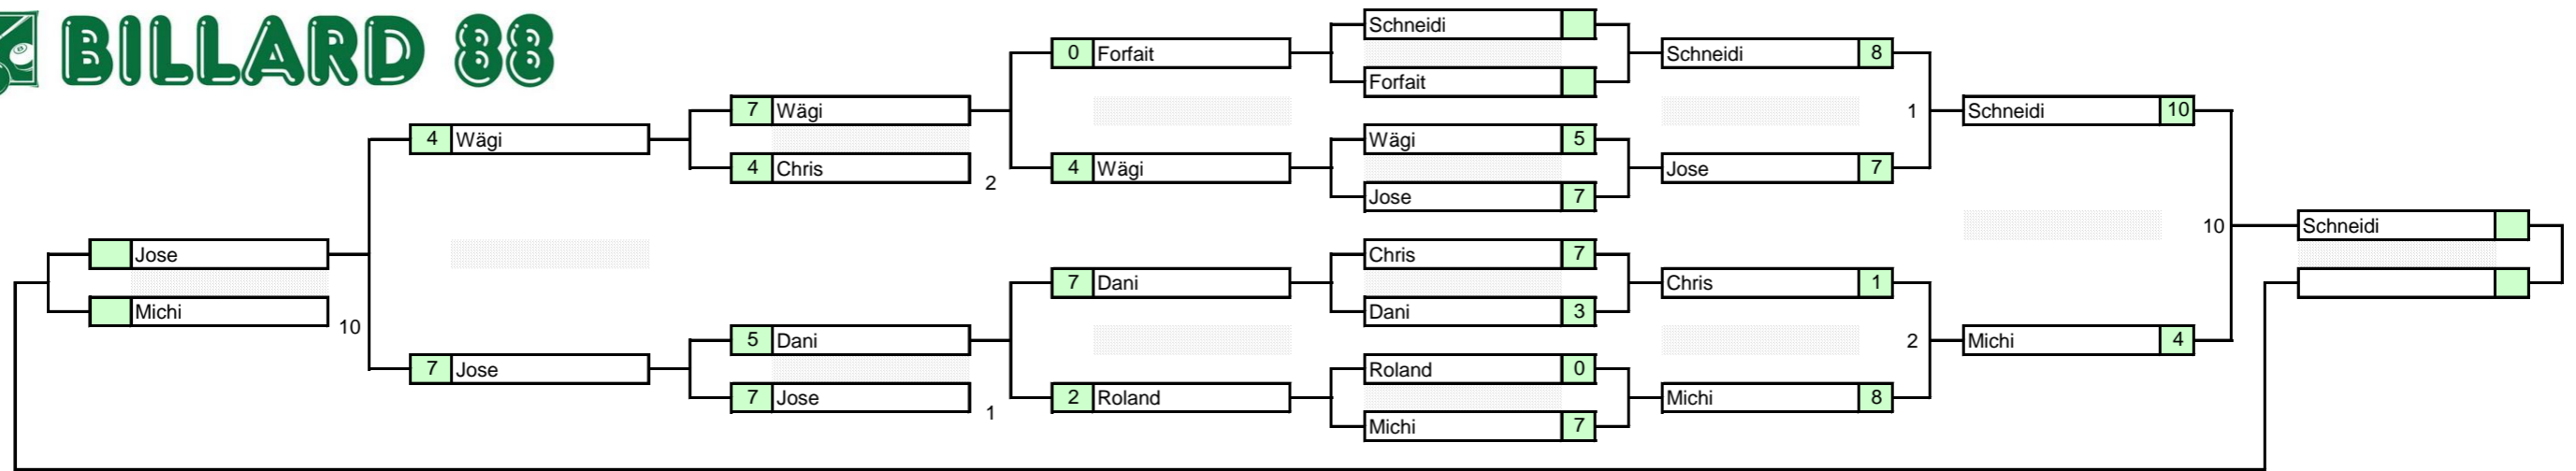 BILLARD 88
Schneidi
0 Forfait
Schneidi 8
Forfait
7 Wägi
1
Schneidi 10
4 Wägi
Wägi 5
4 Chris
2
4 Wägi
Jose 7
Jose 7
10
Schneidi
Jose
Chris 7
7 Dani
Chris 1
Michi
10
Dani 3
5 Dani
2
Michi 4
7 Jose
Roland 0
7 Jose
1
2 Roland
Michi 8
Michi 7